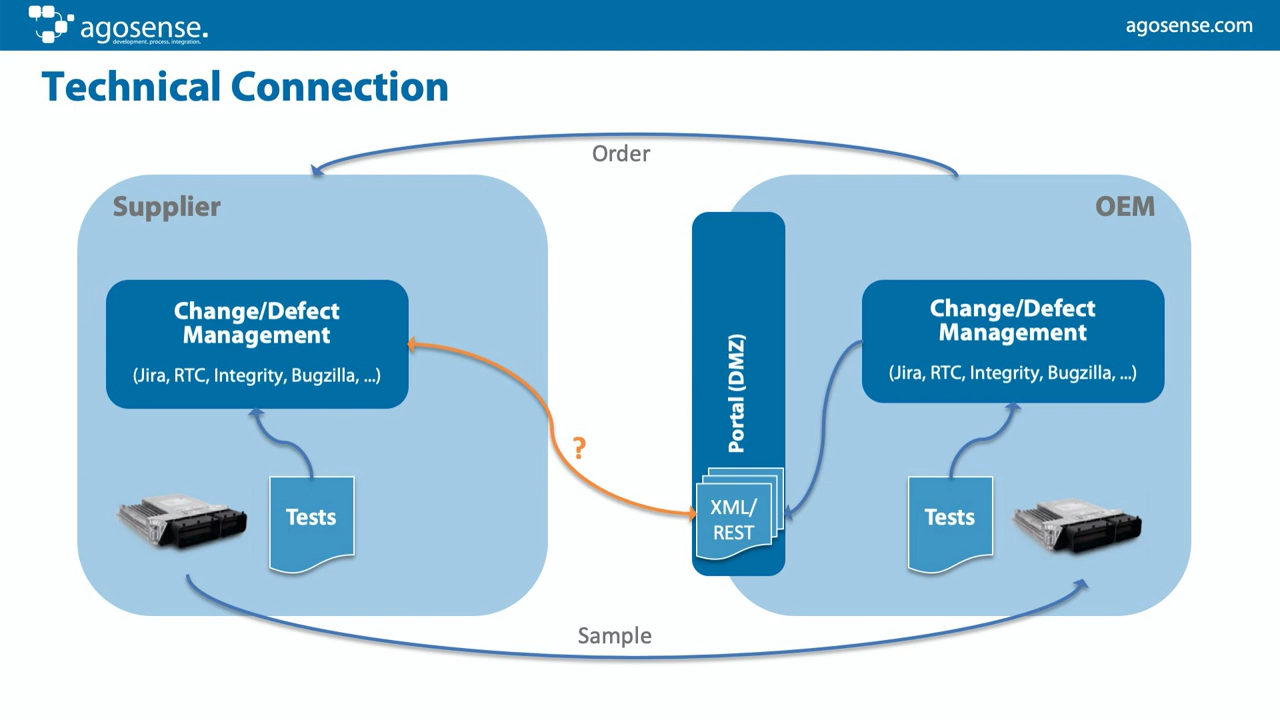 agosense.
development. process. integration.
agosense.com
Technical Connection
Order
Supplier
OEM
Change/Defect
Management
(Jira, RTC, Integrity, Bugzilla, ...)
Portal (DMZ)
Change/Defect
Management
(Jira, RTC, Integrity, Bugzilla, ...)
?
Tests
XML/
REST
Tests
Sample